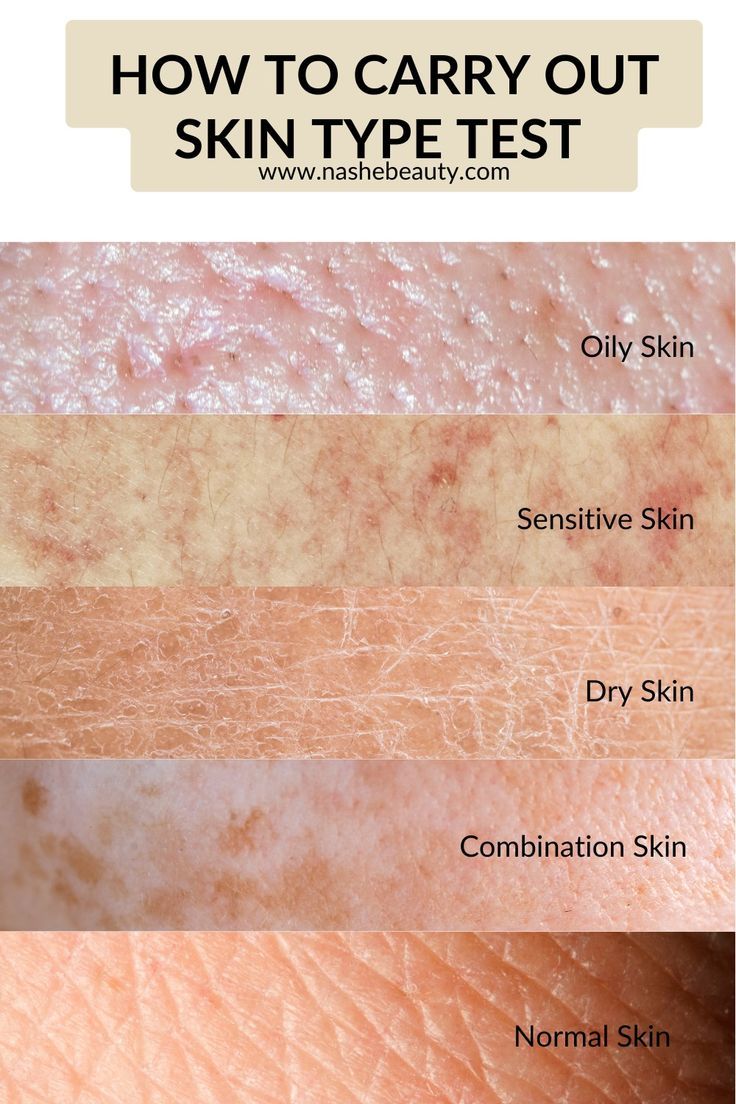 HOW TO CARRY OUT
SKIN TYPE TEST
www.nashebeauty.com
Oily Skin
Sensitive Skin
Dry Skin
Combination Skin
Normal Skin